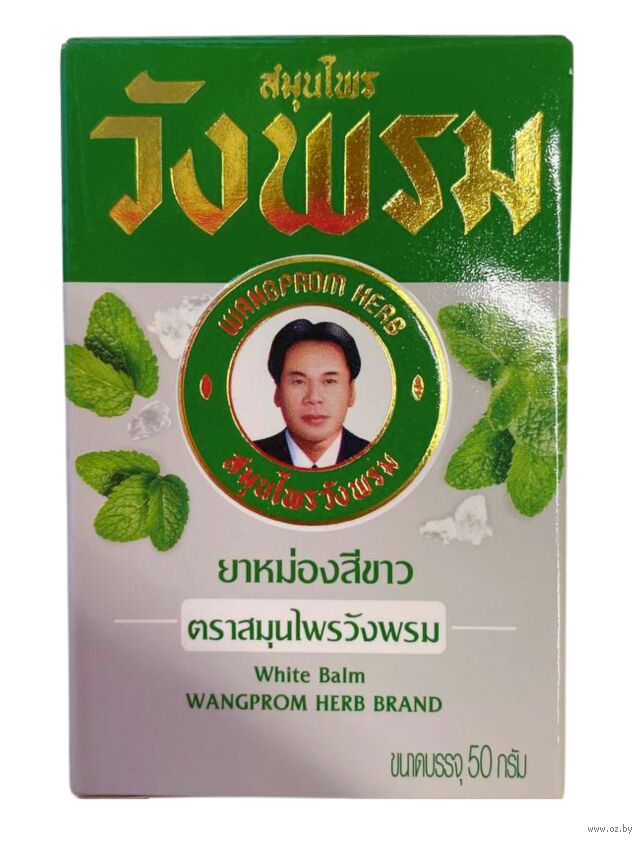 สมุนไพร
วังพรม
WANGPROM HERB
สมุนไพรวังพรม
ยาหม่องสีขาว
ตราสมุนไพรวังพรม
White Balm
WANGPROM HERB BRAND
ขนาดบรรจุ 50 กรัม
www.oz.by